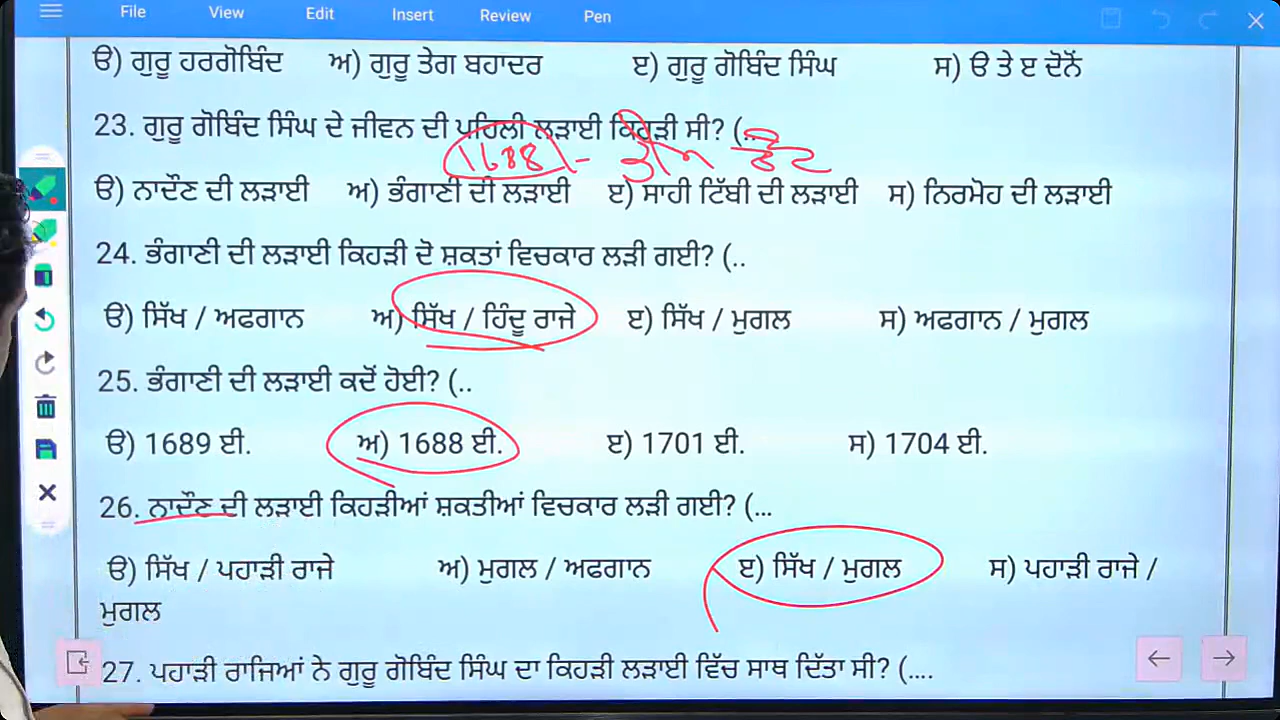 File View Edit Insert Review Pen
ੳ) ਗੁਰੂ ਹਰਗੋਬਿੰਦ ਅ) ਗੁਰੂ ਤੇਗ ਬਹਾਦਰ ੲ) ਗੁਰੂ ਗੋਬਿੰਦ ਸਿੰਘ ਸ) ੳ ਤੇ ੲ ਦੋਨੋਂ
23. ਗੁਰੂ ਗੋਬਿੰਦ ਸਿੰਘ ਦੇ ਜੀਵਨ ਦੀ ਪਹਿਲੀ ਲੜਾਈ ਕਿਹੜੀ ਸੀ? (..
1688
ੳ) ਨਾਦੌਣ ਦੀ ਲੜਾਈ ਅ) ਭੰਗਾਣੀ ਦੀ ਲੜਾਈ ੲ) ਸਾਹੀ ਟਿੱਬੀ ਦੀ ਲੜਾਈ ਸ) ਨਿਰਮੋਹ ਦੀ ਲੜਾਈ
24. ਭੰਗਾਣੀ ਦੀ ਲੜਾਈ ਕਿਹੜੀ ਦੋ ਸ਼ਕਤਾਂ ਵਿਚਕਾਰ ਲੜੀ ਗਈ? (..
ੳ) ਸਿੱਖ / ਅਫਗਾਨ ਅ) ਸਿੱਖ / ਹਿੰਦੂ ਰਾਜੇ ੲ) ਸਿੱਖ / ਮੁਗਲ ਸ) ਅਫਗਾਨ / ਮੁਗਲ
25. ਭੰਗਾਣੀ ਦੀ ਲੜਾਈ ਕਦੋਂ ਹੋਈ? (..
ੳ) 1689 ਈ. ਅ) 1688 ਈ. ੲ) 1701 ਈ. ਸ) 1704 ਈ.
26. ਨਾਦੌਣ ਦੀ ਲੜਾਈ ਕਿਹੜੀਆਂ ਸ਼ਕਤੀਆਂ ਵਿਚਕਾਰ ਲੜੀ ਗਈ? (...
ੳ) ਸਿੱਖ / ਪਹਾੜੀ ਰਾਜੇ ਅ) ਮੁਗਲ / ਅਫਗਾਨ ੲ) ਸਿੱਖ / ਮੁਗਲ ਸ) ਪਹਾੜੀ ਰਾਜੇ /
ਮੁਗਲ
27. ਪਹਾੜੀ ਰਾਜਿਆਂ ਨੇ ਗੁਰੂ ਗੋਬਿੰਦ ਸਿੰਘ ਦਾ ਕਿਹੜੀ ਲੜਾਈ ਵਿੱਚ ਸਾਥ ਦਿੱਤਾ ਸੀ? (....